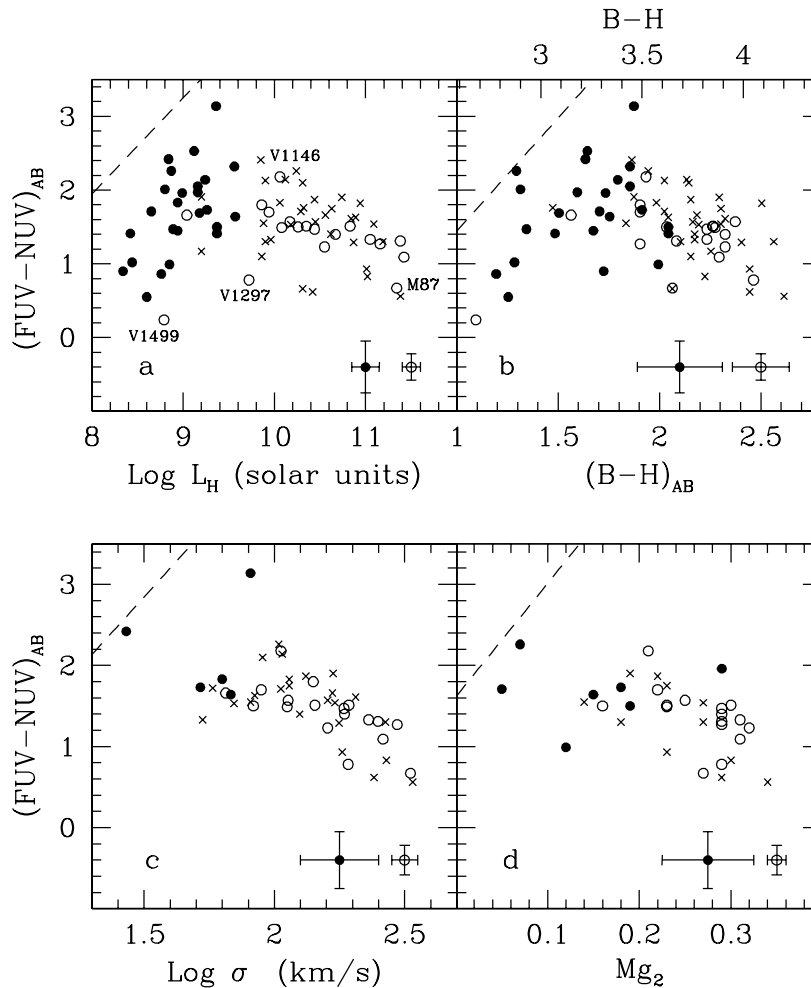 B−H
3 3.5 4
3
2
1
0
(FUV−NUV)AB
V1146
V1297
M87
V1499
a
b
8 9 10 11 1 1.5 2 2.5
Log LH (solar units)
(B−H)AB
3
2
1
0
(FUV−NUV)AB
c
d
1.5 2 2.5 0.1 0.2 0.3
Log σ (km/s)
Mg2